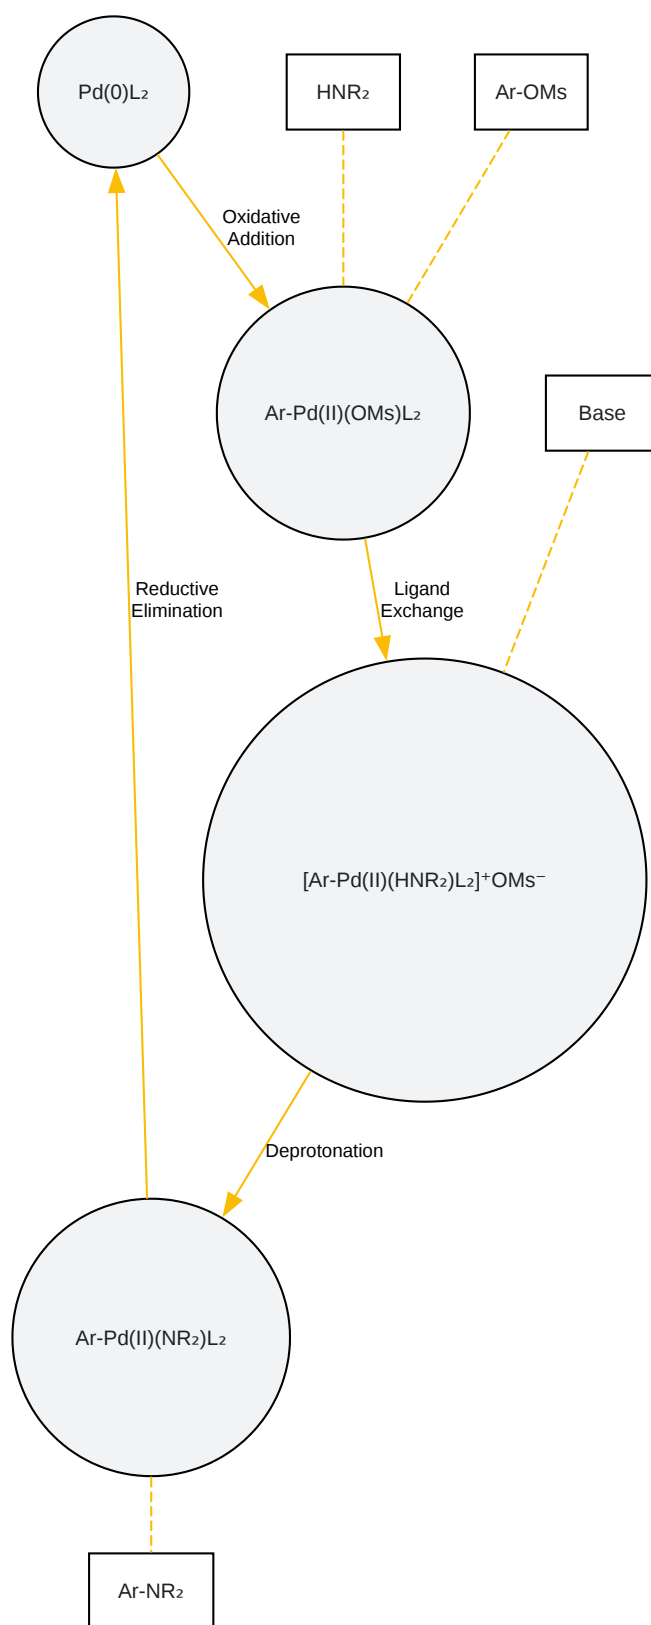 Pd(0)L₂
HNR₂
Ar-OMs
Oxidative
Addition
Ar-Pd(II)(OMs)L₂
Base
Reductive
Elimination
Ligand
Exchange
[Ar-Pd(II)(HNR₂)L₂]⁺OMs⁻
Deprotonation
Ar-Pd(II)(NR₂)L₂
Ar-NR₂